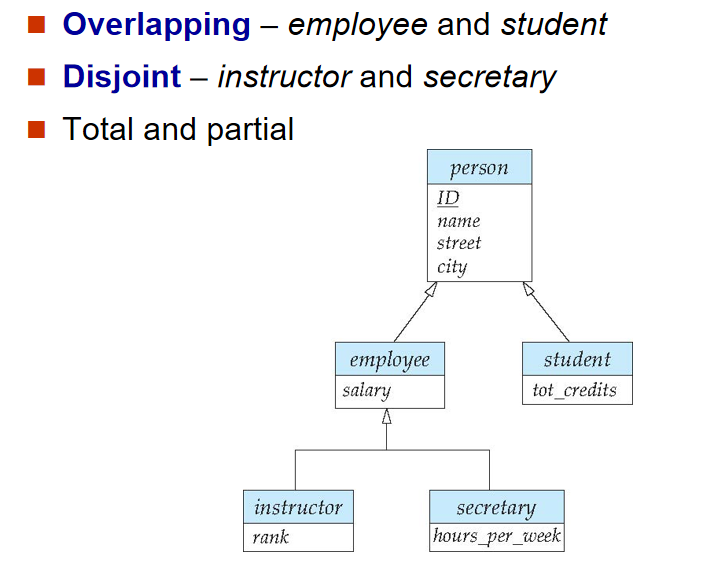 Overlapping – employee and student
Disjoint – instructor and secretary
Total and partial
person
ID
name
street
city
employee
salary
student
tot_credits
instructor
rank
secretary
hours_per_week